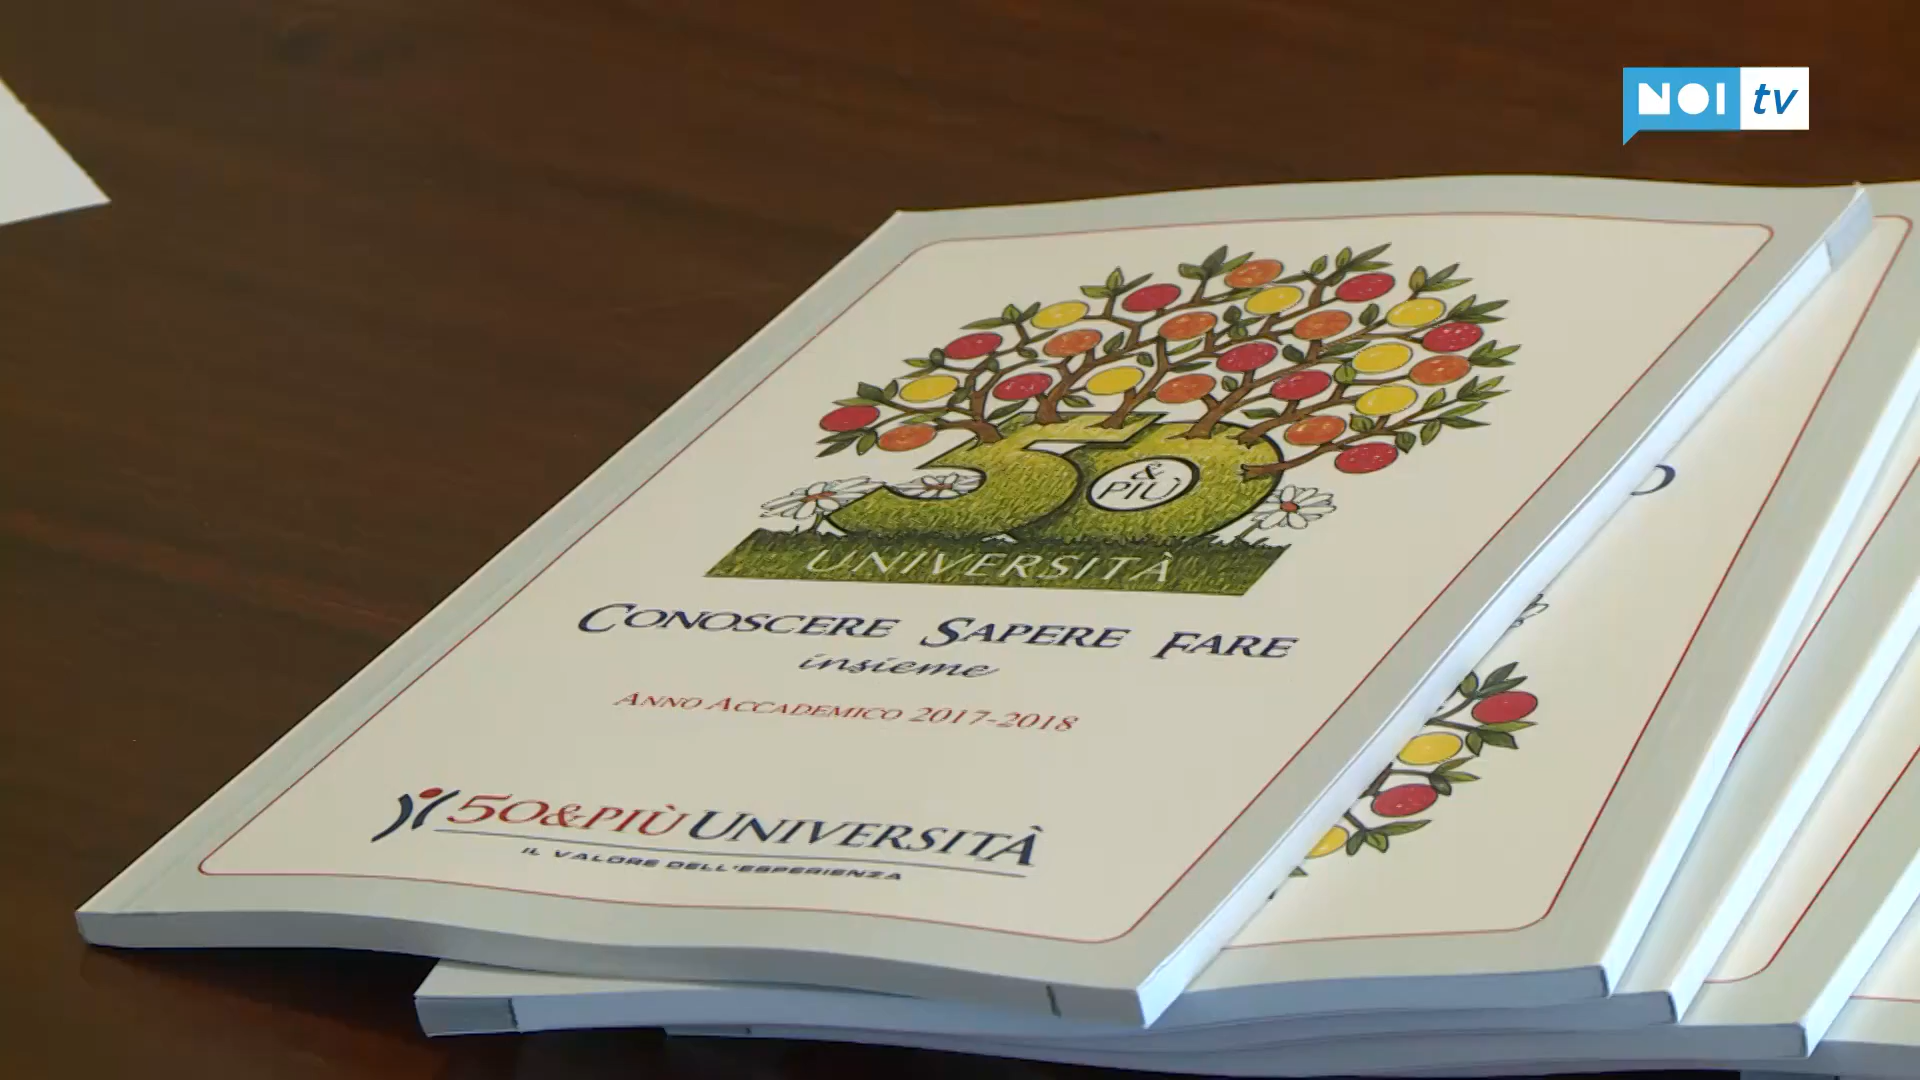 NOI tv
50
& PIÙ
UNIVERSITÀ
CONOSCERE SAPERE FARE
insieme
ANNO ACCADEMICO 2017-2018
50&PIÙ UNIVERSITÀ
IL VALORE DELL'ESPERIENZA